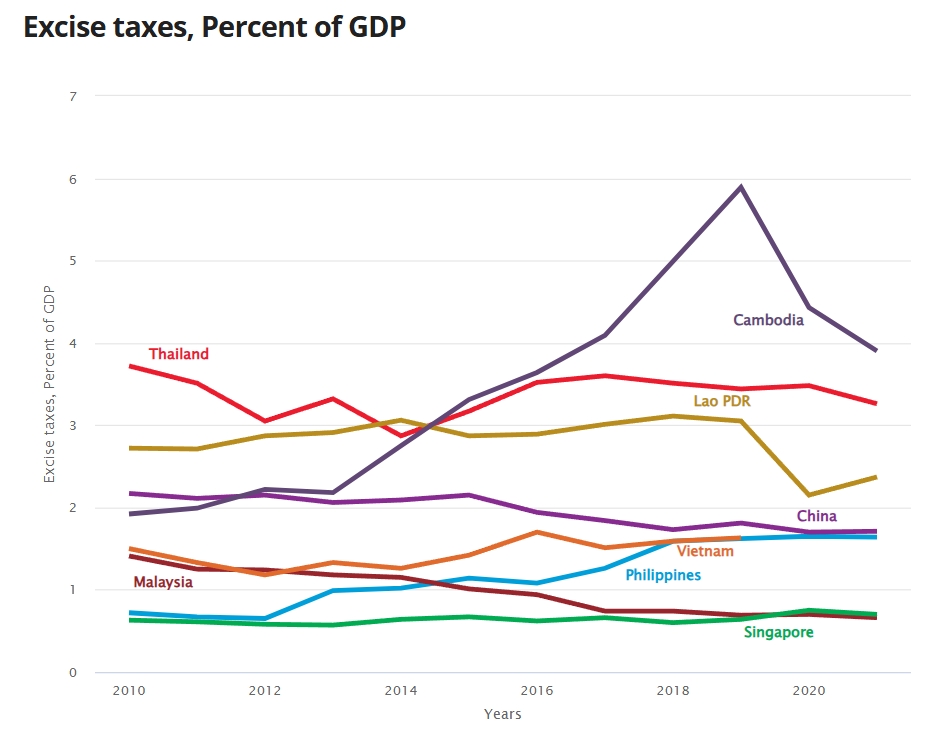 Excise taxes, Percent of GDP
7
6
5
4
3
2
1
0
Excise taxes, Percent of GDP
Thailand
Cambodia
Lao PDR
China
Vietnam
Philippines
Malaysia
Singapore
2010 2012 2014 2016 2018 2020
Years